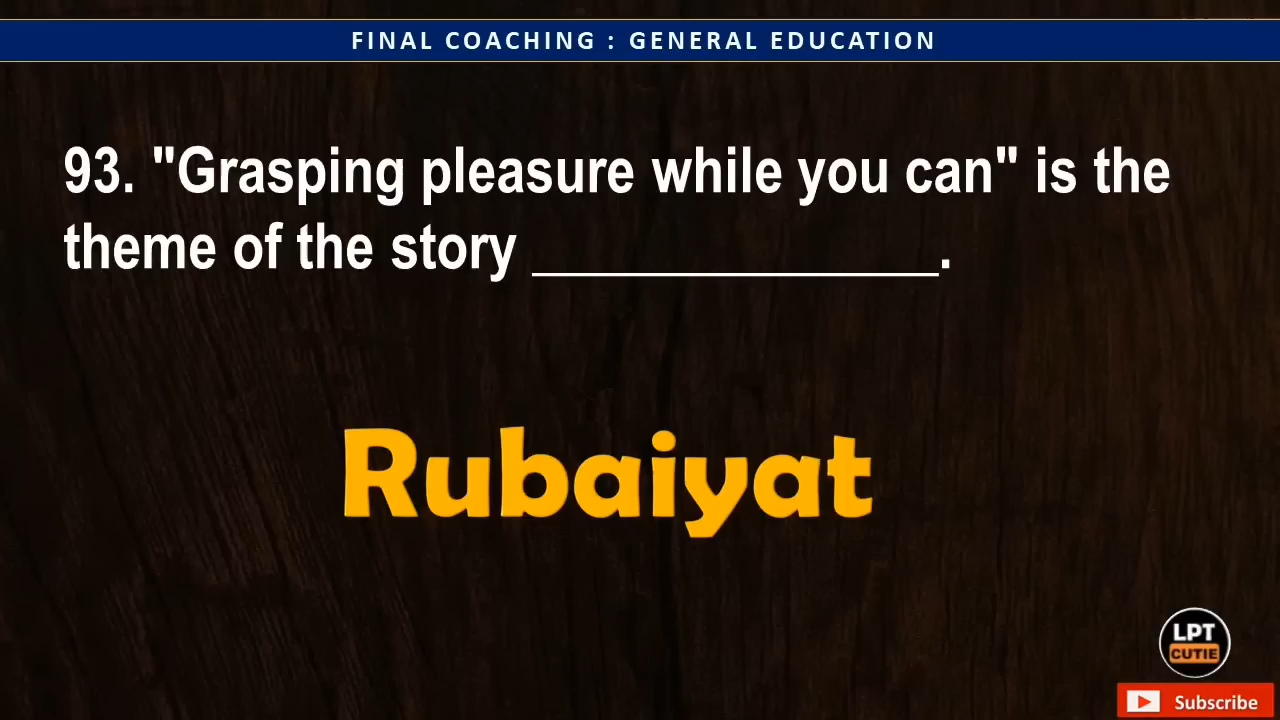 FINAL COACHING : GENERAL EDUCATION
93. "Grasping pleasure while you can" is the
theme of the story _______________.
Rubaiyat
LPT
CUTIE
Subscribe